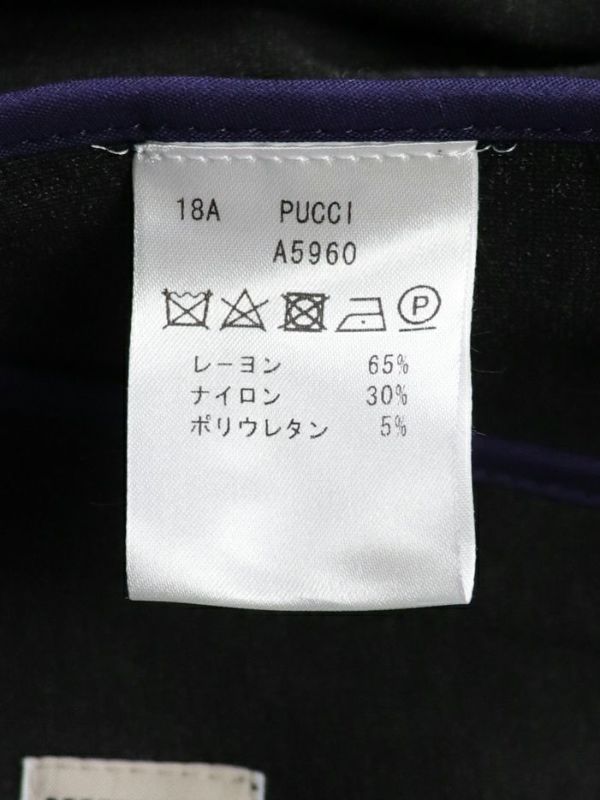 18A PUCCI
A5960
P
レーヨン 65%
ナイロン 30%
ポリウレタン 5%